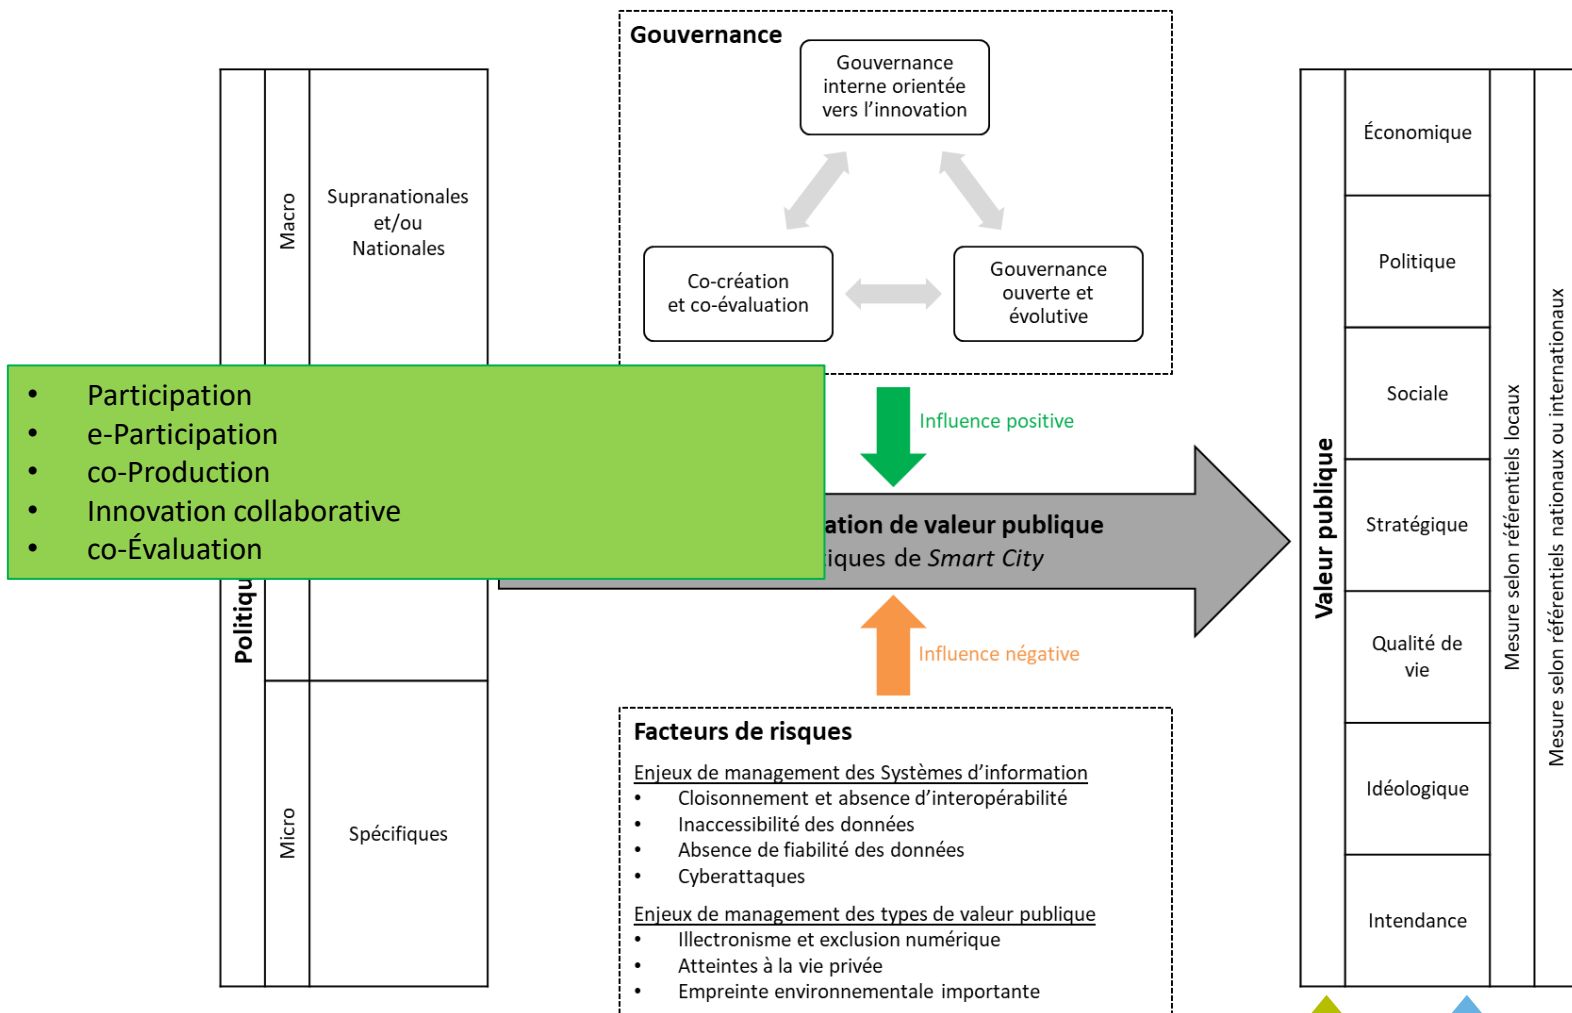 Gouvernance
Gouvernance
interne orientée
vers l'innovation
Co-création
et co-évaluation
Gouvernance
ouverte et
évolutive
Macro
Supranationales
et/ou
Nationales
• Participation
• e-Participation
• co-Production
• Innovation collaborative
• co-Évaluation
Influence positive
ation de valeur publique
iques de Smart City
Influence négative
Politiqu
Micro
Spécifiques
Facteurs de risques
Enjeux de management des Systèmes d'information
• Cloisonnement et absence d'interopérabilité
• Inaccessibilité des données
• Absence de fiabilité des données
• Cyberattaques
Enjeux de management des types de valeur publique
• Illectronisme et exclusion numérique
• Atteintes à la vie privée
• Empreinte environnementale importante
Valeur publique
Économique
Politique
Sociale
Stratégique
Qualité de
vie
Idéologique
Intendance
Mesure selon référentiels locaux
Mesure selon référentiels nationaux ou internationaux